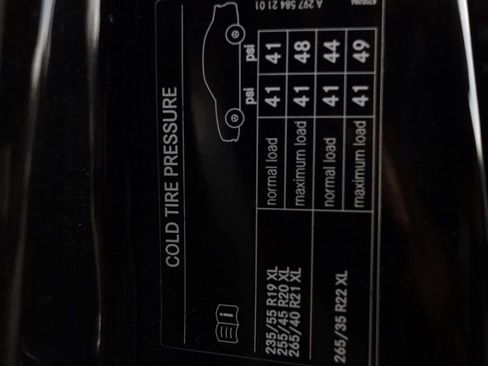 COLD TIRE PRESSURE
psi psi
235/55 R19 XL
255/45 R20 XL
265/40 R21 XL
normal load 41 41
maximum load 41 48
265/35 R22 XL
normal load 41 44
maximum load 41 49
A 297 584 21 01